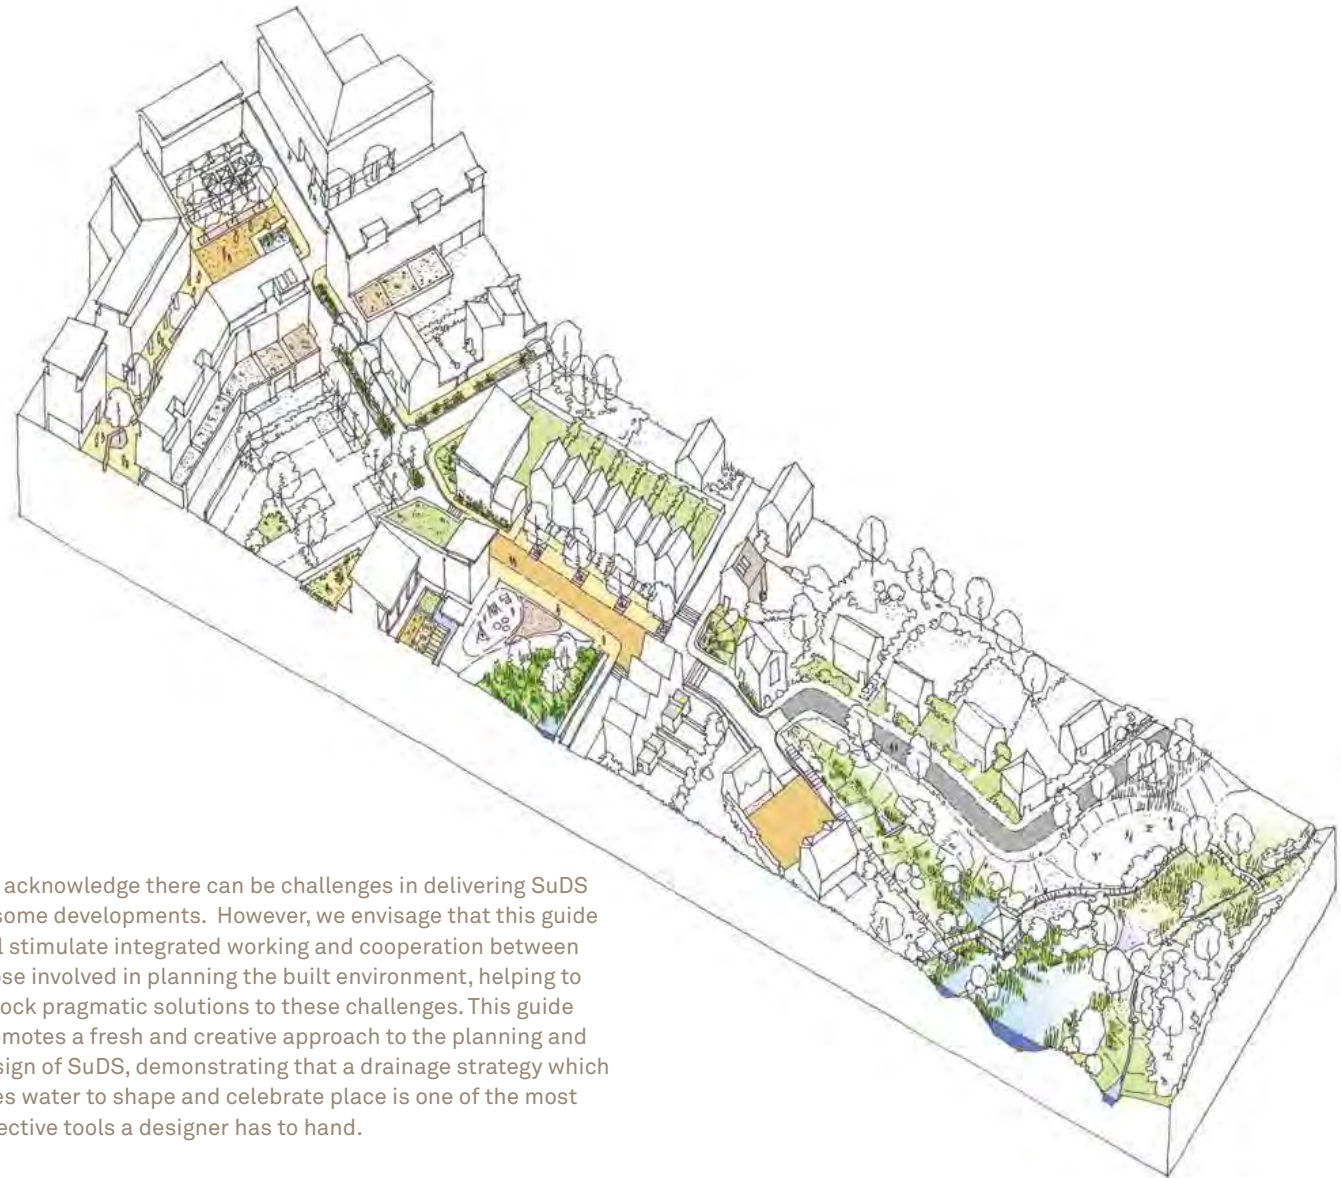 acknowledge there can be challenges in delivering SuDS
some developments. However, we envisage that this guide
stimulate integrated working and cooperation between
involved in planning the built environment, helping to
pragmatic solutions to these challenges. This guide
a fresh and creative approach to the planning and
of SuDS, demonstrating that a drainage strategy which
water to shape and celebrate place is one of the most
tools a designer has to hand.